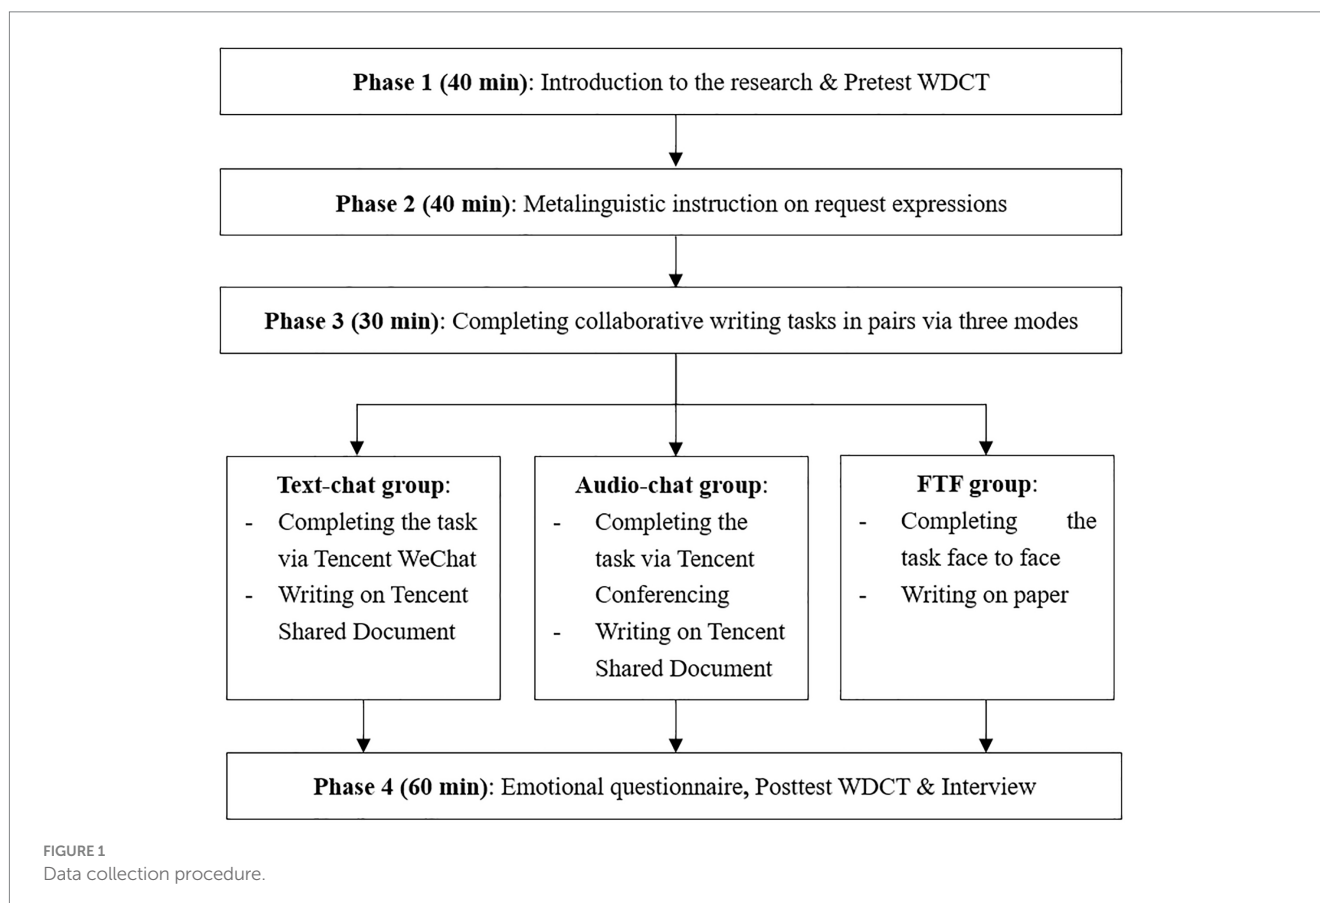 Phase 1 (40 min): Introduction to the research & Pretest WDCT
Phase 2 (40 min): Metalinguistic instruction on request expressions
Phase 3 (30 min): Completing collaborative writing tasks in pairs via three modes
Text-chat group:
- Completing the task
via Tencent WeChat
- Writing on Tencent
Shared Document
Audio-chat group:
- Completing the
task via Tencent
Conferencing
- Writing on Tencent
Shared Document
FTF group:
- Completing the
task face to face
- Writing on paper
Phase 4 (60 min): Emotional questionnaire, Posttest WDCT & Interview
FIGURE 1
Data collection procedure.